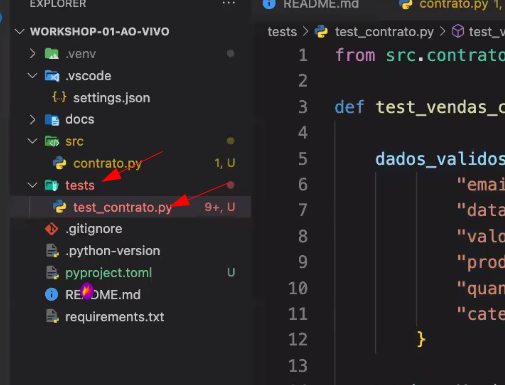 EXPLORER
WORKSHOP-01-AO-VIVO
.venv
.vscode
{··} settings.json
docs
src
contrato.py 1, U
tests
test_contrato.py 9+, U
.gitignore
.python-version
pyproject.toml U
README.md
requirements.txt
README.md contrato.py 1,
tests > test_contrato.py >
1 from src.contrato
2
3 def test_vendas_c
4
5 dados_validos
6 "emai
7 "data
8 "valo
9 "prod
10 "quan
11 "cate
12 }
13